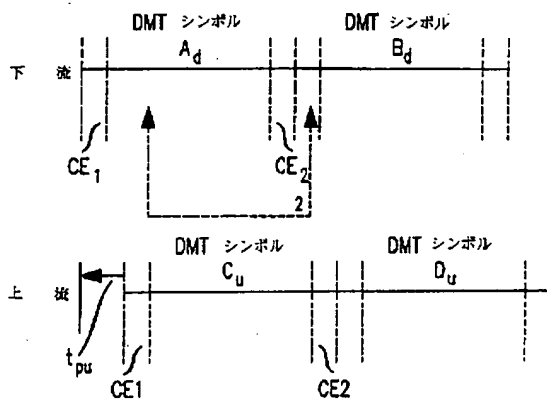 DMT シンボル
A_d
DMT シンボル
B_d
下 流
CE_1
CE_2
2
DMT シンボル
C_u
DMT シンボル
D_u
上 流
t_pu
CE1
CE2